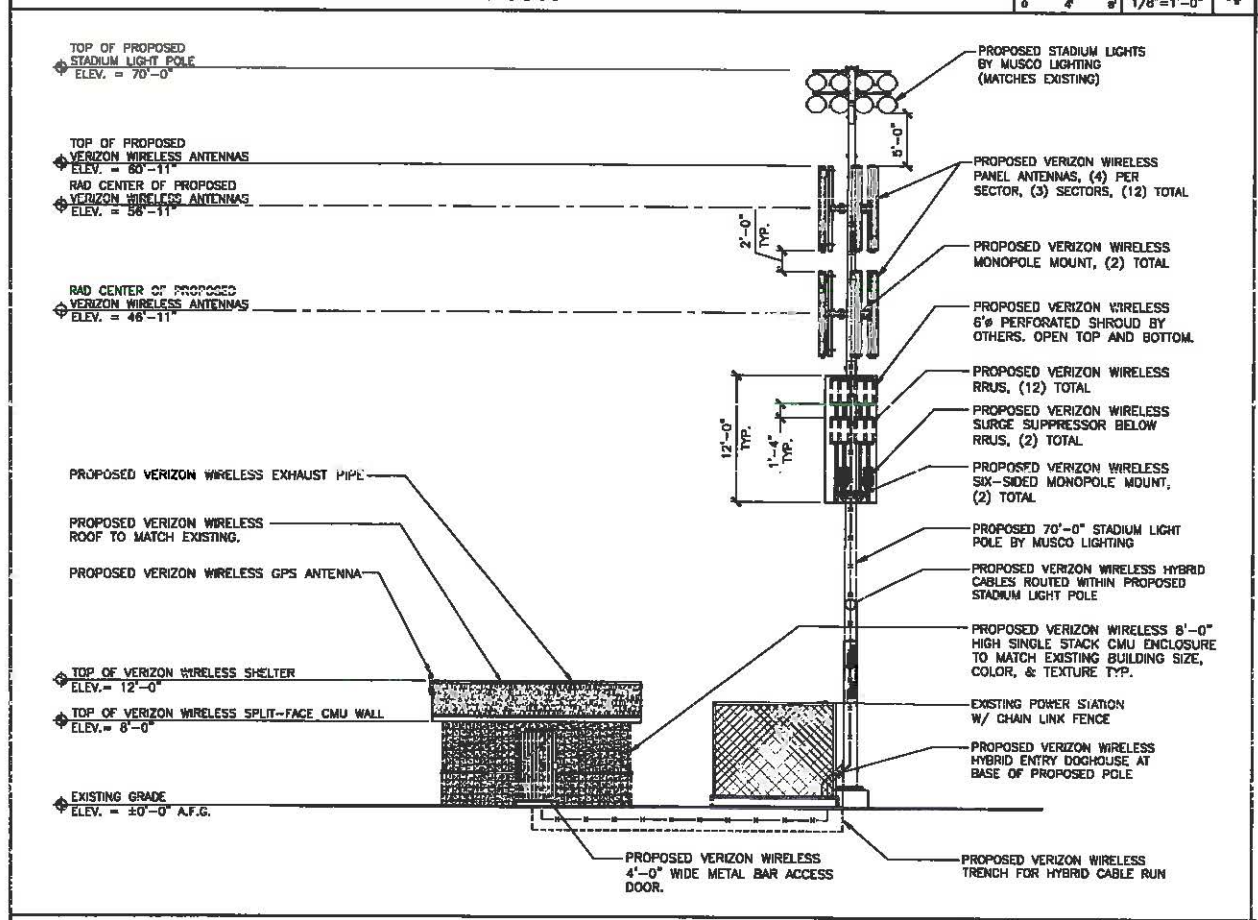 0 4' 8' 1/8"=1'-0"
TOP OF PROPOSED
STADIUM LIGHT POLE
ELEV. = 70'-0"
TOP OF PROPOSED
VERIZON WIRELESS ANTENNAS
ELEV. = 60'-11"
RAD CENTER OF PROPOSED
VERIZON WIRELESS ANTENNAS
ELEV. = 56'-11"
RAD CENTER OF PROPOSED
VERIZON WIRELESS ANTENNAS
ELEV. = 46'-11"
PROPOSED VERIZON WIRELESS EXHAUST PIPE
PROPOSED VERIZON WIRELESS
ROOF TO MATCH EXISTING.
PROPOSED VERIZON WIRELESS GPS ANTENNA
TOP OF VERIZON WIRELESS SHELTER
ELEV.= 12'-0"
TOP OF VERIZON WIRELESS SPLIT-FACE CMU WALL
ELEV.= 8'-0"
EXISTING GRADE
ELEV. = ±0'-0" A.F.G.
5'-0"
2'-0"
TYP.
12'-0"
TYP.
1'-4"
TYP.
PROPOSED STADIUM LIGHTS
BY MUSCO LIGHTING
(MATCHES EXISTING)
PROPOSED VERIZON WIRELESS
PANEL ANTENNAS, (4) PER
SECTOR, (3) SECTORS, (12) TOTAL
PROPOSED VERIZON WIRELESS
MONOPOLE MOUNT, (2) TOTAL
PROPOSED VERIZON WIRELESS
6'ø PERFORATED SHROUD BY
OTHERS. OPEN TOP AND BOTTOM.
PROPOSED VERIZON WIRELESS
RRUS, (12) TOTAL
PROPOSED VERIZON WIRELESS
SURGE SUPPRESSOR BELOW
RRUS, (2) TOTAL
PROPOSED VERIZON WIRELESS
SIX-SIDED MONOPOLE MOUNT,
(2) TOTAL
PROPOSED 70'-0" STADIUM LIGHT
POLE BY MUSCO LIGHTING
PROPOSED VERIZON WIRELESS HYBRID
CABLES ROUTED WITHIN PROPOSED
STADIUM LIGHT POLE
PROPOSED VERIZON WIRELESS 8'-0"
HIGH SINGLE STACK CMU ENCLOSURE
TO MATCH EXISTING BUILDING SIZE,
COLOR, & TEXTURE TYP.
EXISTING POWER STATION
W/ CHAIN LINK FENCE
PROPOSED VERIZON WIRELESS
HYBRID ENTRY DOGHOUSE AT
BASE OF PROPOSED POLE
PROPOSED VERIZON WIRELESS
4'-0" WIDE METAL BAR ACCESS
DOOR.
PROPOSED VERIZON WIRELESS
TRENCH FOR HYBRID CABLE RUN